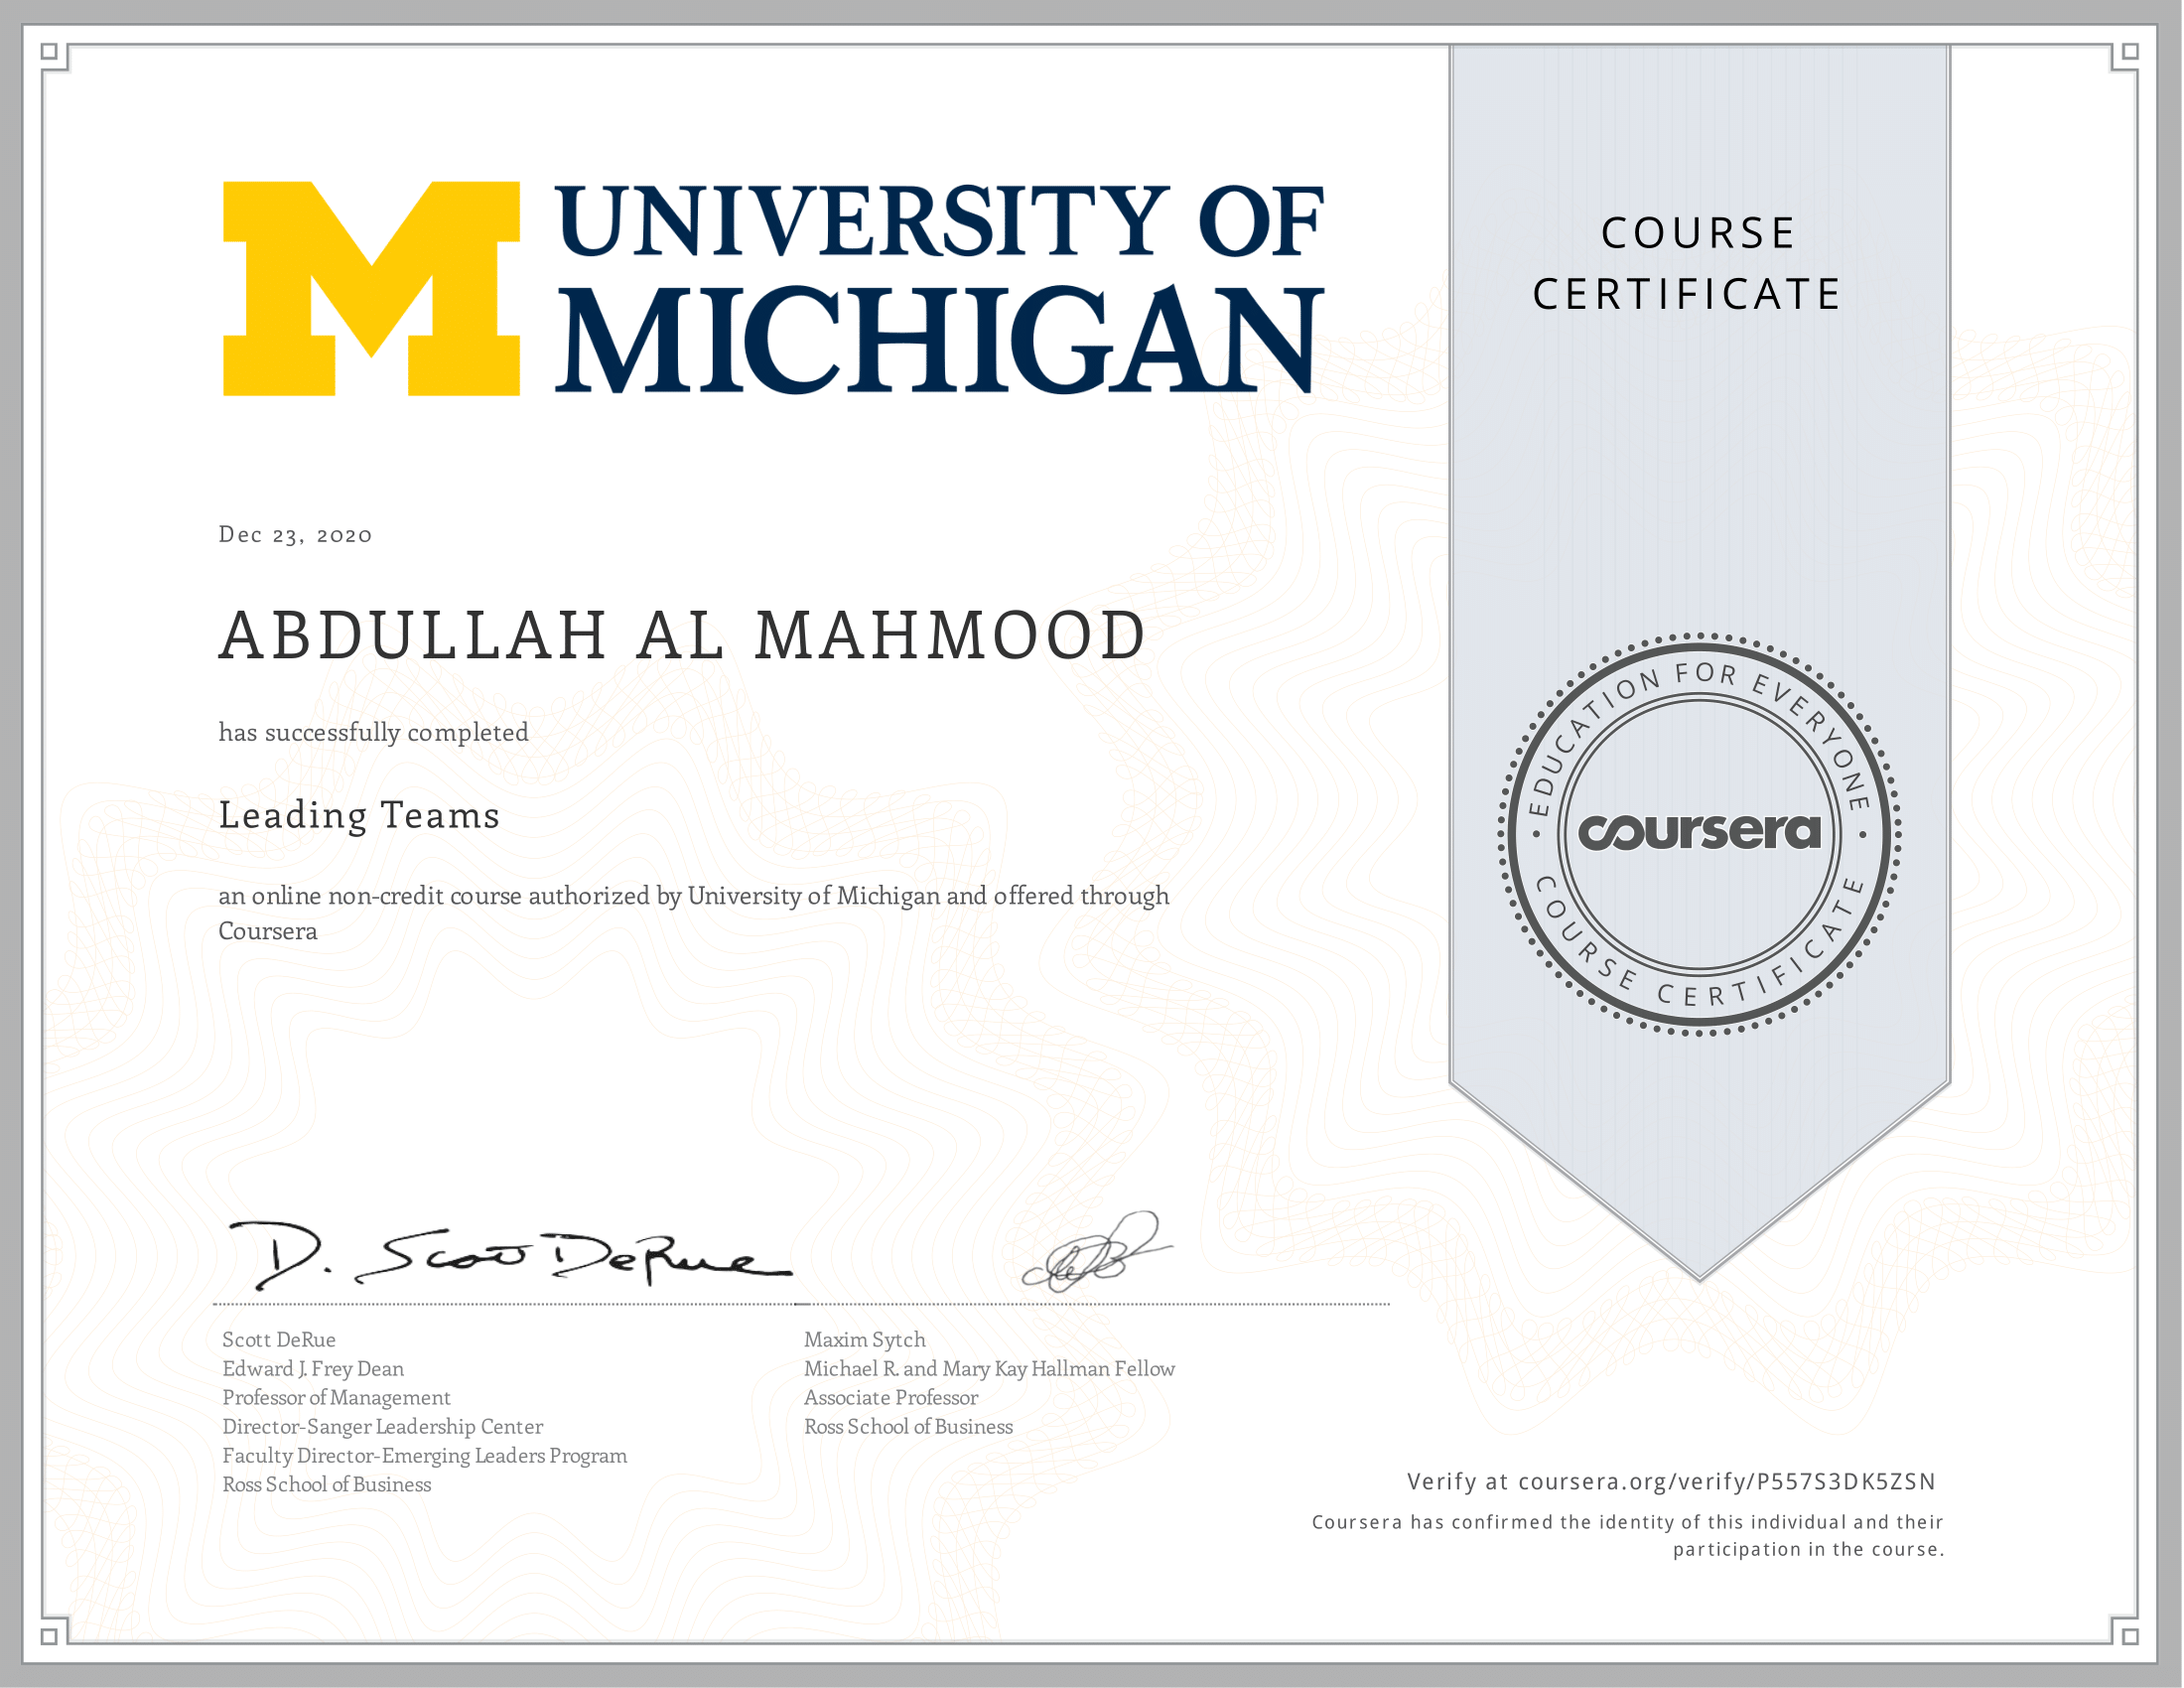 UNIVERSITY OF
MICHIGAN
COURSE
CERTIFICATE
Dec 23, 2020
ABDULLAH AL MAHMOOD
has successfully completed
Leading Teams
an online non-credit course authorized by University of Michigan and offered through
Coursera
EDUCATION FOR EVERYONE
coursera
COURSE CERTIFICATE
D. Scott DeRue
Scott DeRue
Edward J. Frey Dean
Professor of Management
Director-Sanger Leadership Center
Faculty Director-Emerging Leaders Program
Ross School of Business
Maxim Sytch
Michael R. and Mary Kay Hallman Fellow
Associate Professor
Ross School of Business
Verify at coursera.org/verify/P557S3DK5ZSN
Coursera has confirmed the identity of this individual and their
participation in the course.